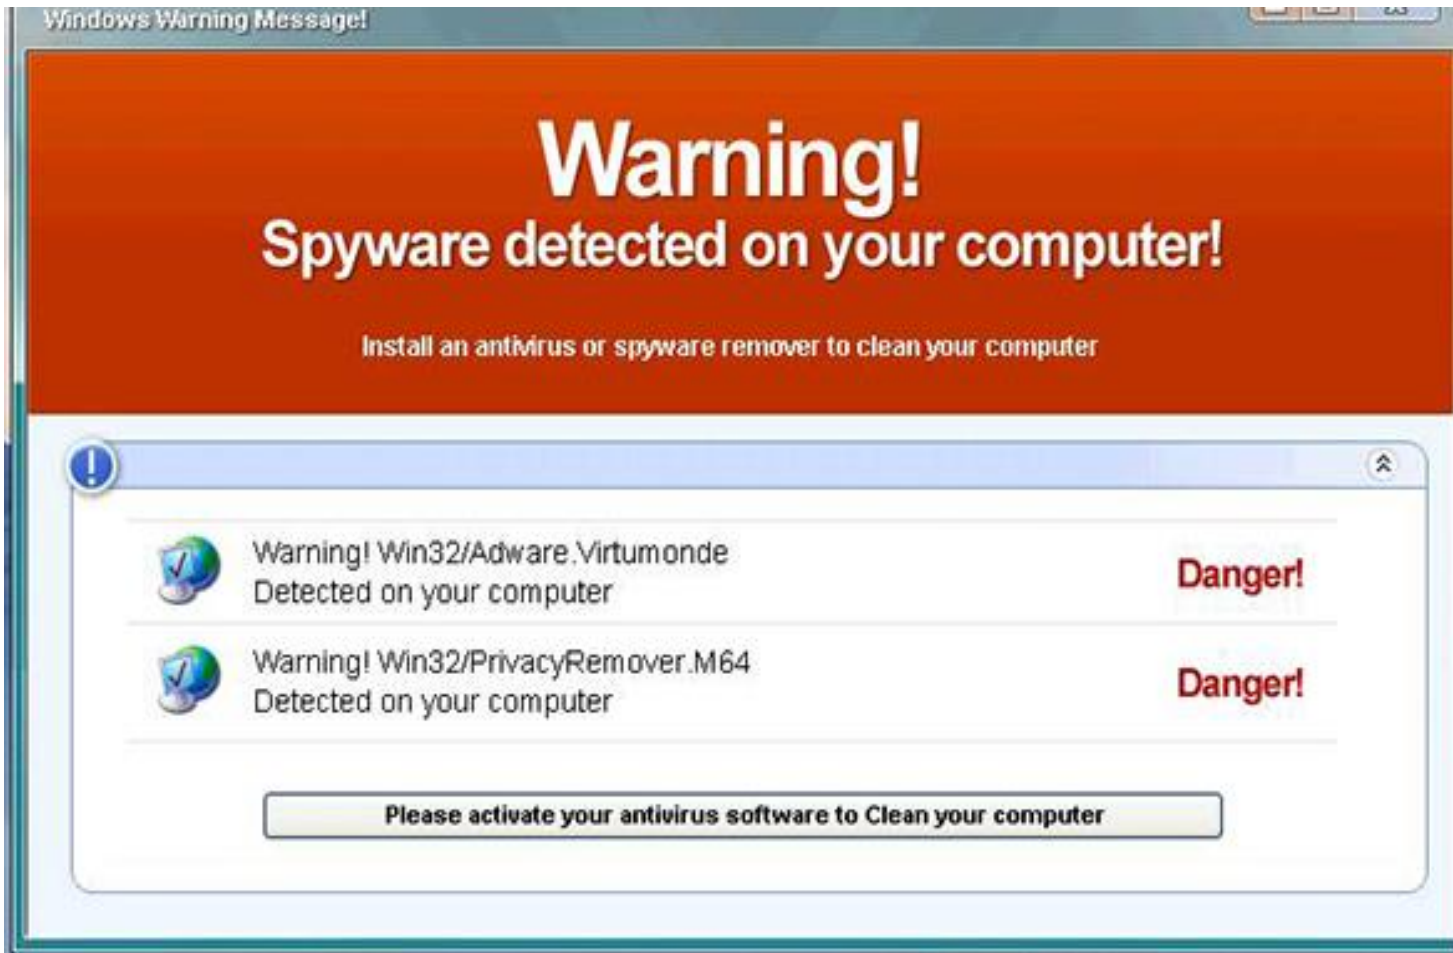 Windows Warning Message!
Warning!
Spyware detected on your computer!
Install an antivirus or spyware remover to clean your computer
Warning! Win32/Adware.Virtumonde
Detected on your computer
Danger!
Warning! Win32/PrivacyRemover.M64
Detected on your computer
Danger!
Please activate your antivirus software to Clean your computer